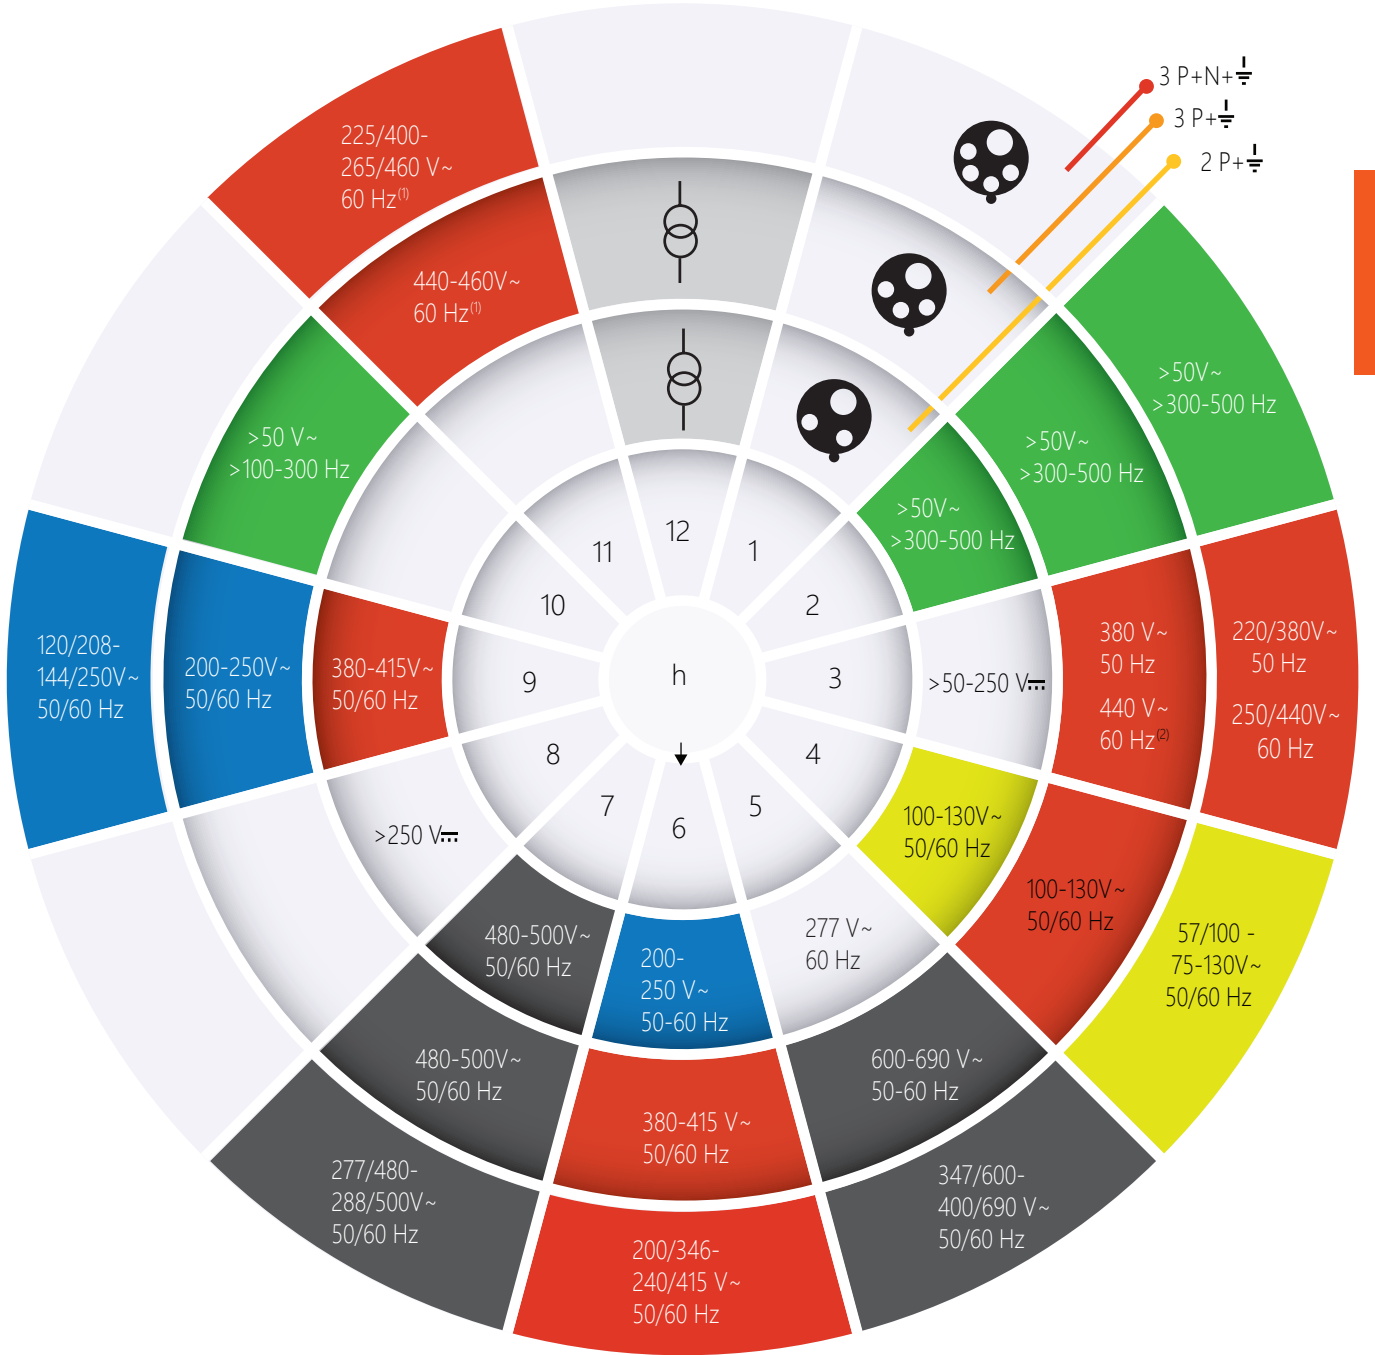 3 P+N+
3 P+
2 P+
225/400-
265/460 V~
60 Hz(1)
440-460V~
60 Hz(1)
>50V~
>300-500 Hz
>50V~
>300-500 Hz
>50V~
>300-500 Hz
>50 V~
>100-300 Hz
12
1
2
3
4
5
6
7
8
9
10
11
h
120/208-
144/250V~
50/60 Hz
200-250V~
50/60 Hz
380-415V~
50/60 Hz
>50-250 V
380 V~
50 Hz
440 V~
60 Hz(2)
220/380V~
50 Hz
250/440V~
60 Hz
>250 V
100-130V~
50/60 Hz
100-130V~
50/60 Hz
57/100 -
75-130V~
50/60 Hz
480-500V~
50/60 Hz
200-
250 V~
50-60 Hz
277 V~
60 Hz
480-500V~
50/60 Hz
380-415 V~
50/60 Hz
600-690 V~
50-60 Hz
277/480-
288/500V~
50/60 Hz
200/346-
240/415 V~
50/60 Hz
347/600-
400/690 V~
50/60 Hz